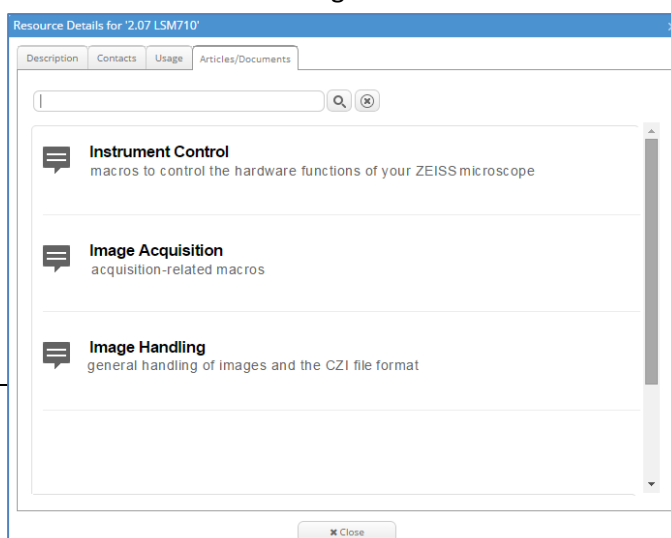 Resource Details for '2.07 LSM710'
Description Contacts Usage Articles/Documents
Instrument Control
macros to control the hardware functions of your ZEISS microscope
Image Acquisition
acquisition-related macros
Image Handling
general handling of images and the CZI file format
Close